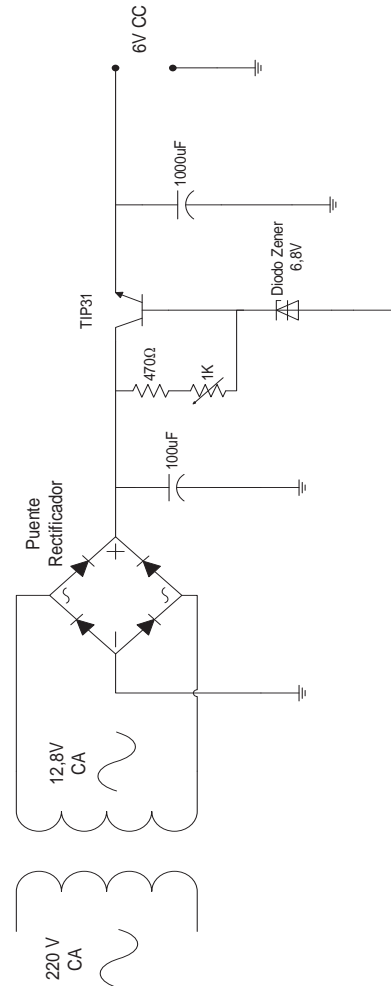 220 V
CA
12,8V
CA
Puente
Rectificador
100uF
470Ω
1K
TIP31
Diodo Zener
6,8V
1000uF
6V CC